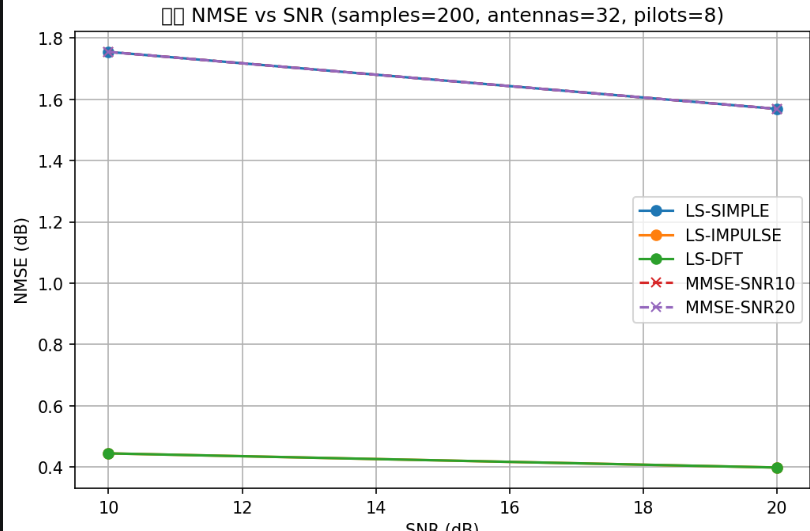 NMSE vs SNR (samples=200, antennas=32, pilots=8)
1.8
1.6
1.4
1.2
1.0
0.8
0.6
0.4
NMSE (dB)
LS-SIMPLE
LS-IMPULSE
LS-DFT
MMSE-SNR10
MMSE-SNR20
10 12 14 16 18 20
SNR (dB)